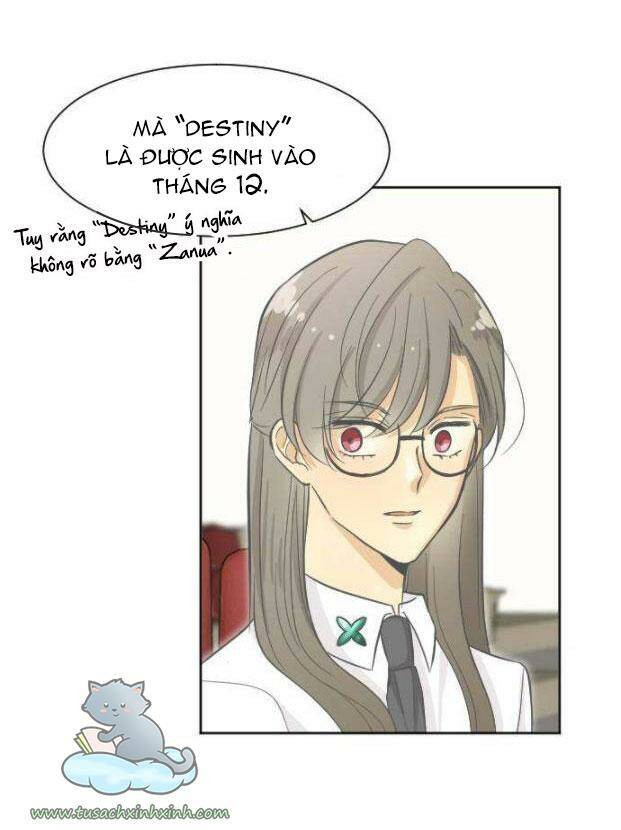 MÀ "DESTINY"
LÀ ĐƯỢC SINH VÀO
THÁNG 12.
Tuy rằng "Destiny" ý nghĩa
không rõ bằng "Zanua".
www.tusachxinhxinh.com